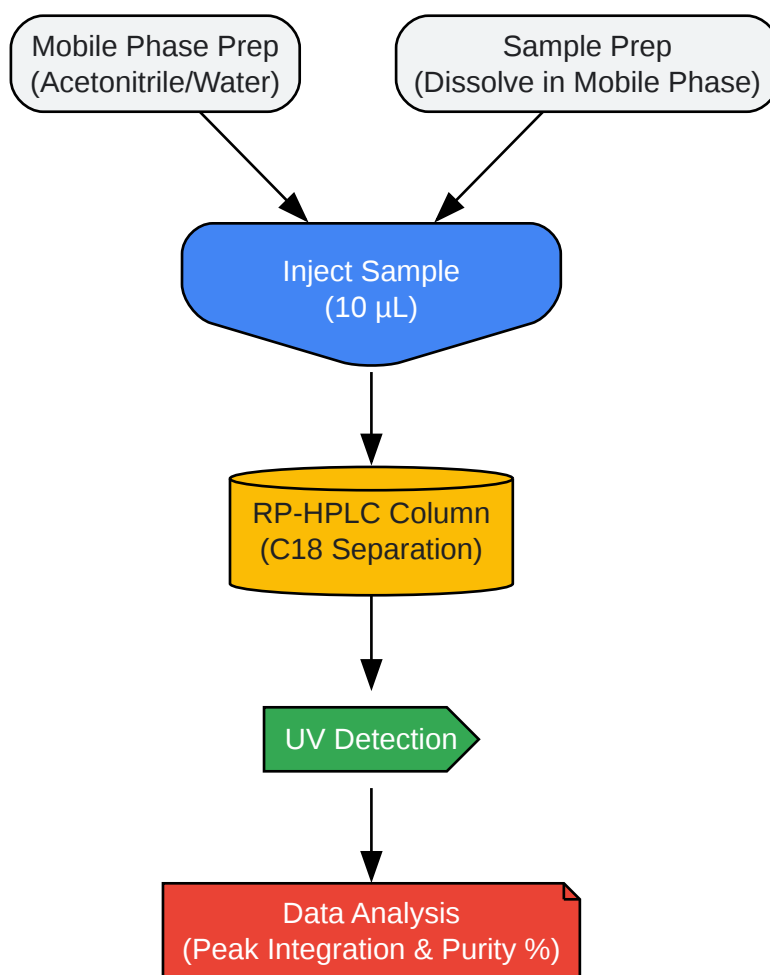 Mobile Phase Prep
(Acetonitrile/Water)
Sample Prep
(Dissolve in Mobile Phase)
Inject Sample
(10 µL)
RP-HPLC Column
(C18 Separation)
UV Detection
Data Analysis
(Peak Integration & Purity %)